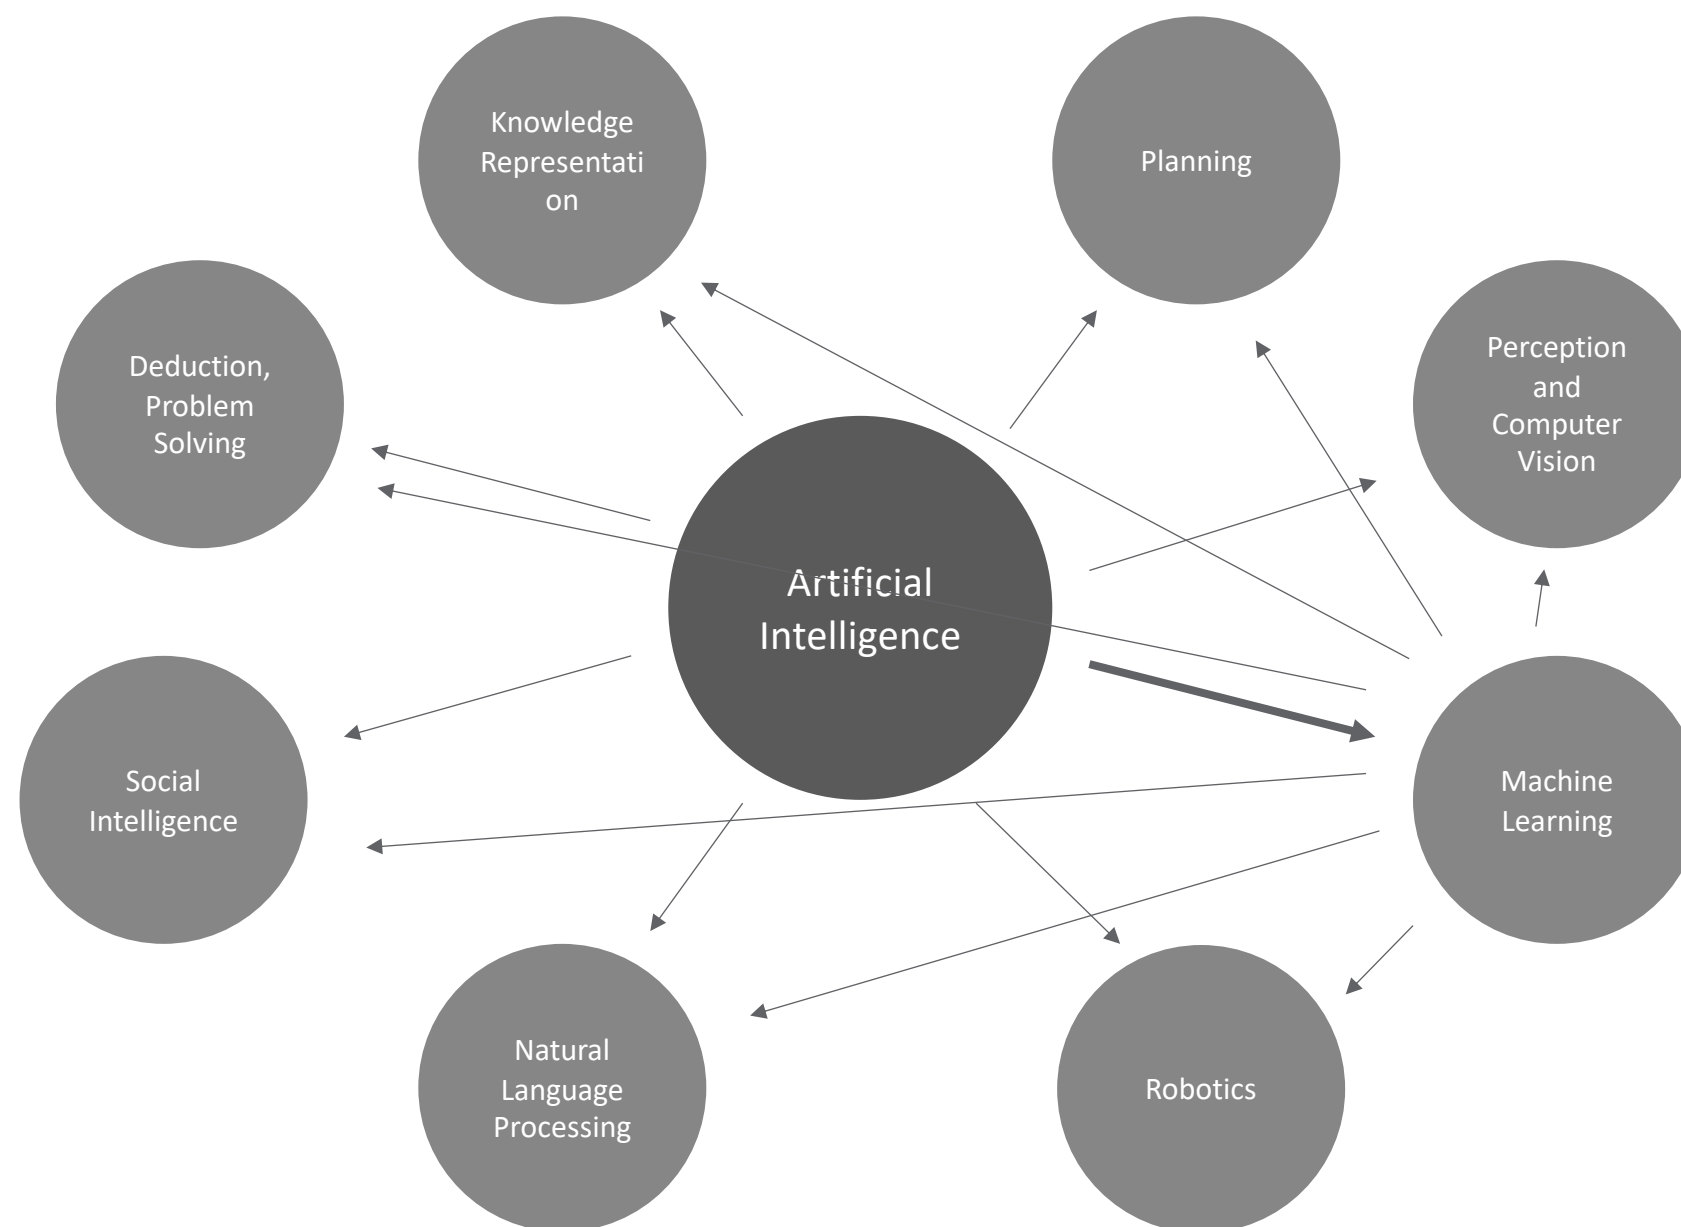 Knowledge
Representati
on
Planning
Deduction,
Problem
Solving
Perception
and
Computer
Vision
Artificial
Intelligence
Social
Intelligence
Machine
Learning
Natural
Language
Processing
Robotics